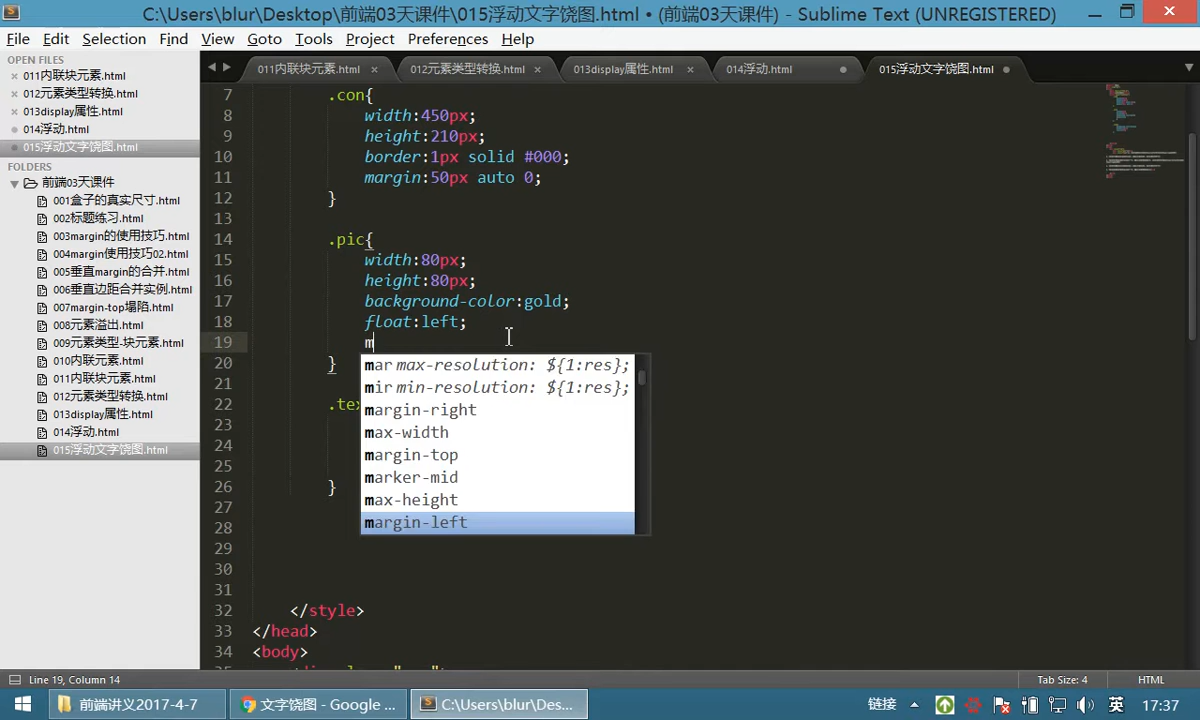 C:\Users\blur\Desktop\前端03天课件\015浮动文字饶图.html • (前端03天课件) - Sublime Text (UNREGISTERED)
File Edit Selection Find View Goto Tools Project Preferences Help
OPEN FILES
011内联块元素.html
012元素类型转换.html
013display属性.html
014浮动.html
015浮动文字饶图.html
FOLDERS
前端03天课件
001盒子的真实尺寸.html
002标题练习.html
003margin的使用技巧.html
004margin使用技巧02.html
005垂直margin的合并.html
006垂直边距合并实例.html
007margin-top塌陷.html
008元素溢出.html
009元素类型-块元素.html
010内联元素.html
011内联块元素.html
012元素类型转换.html
013display属性.html
014浮动.html
015浮动文字饶图.html
011内联块元素.html 012元素类型转换.html 013display属性.html 014浮动.html 015浮动文字饶图.html
7 .con{
8 width:450px;
9 height:210px;
10 border:1px solid #000;
11 margin:50px auto 0;
12 }
13
14 .pic{
15 width:80px;
16 height:80px;
17 background-color:gold;
18 float:left;
19 m
20 }
21
22 .tex
23
24
25
26 }
27
28
29
30
31
32 </style>
33 </head>
34 <body>
mar max-resolution: ${1:res};
mir min-resolution: ${1:res};
margin-right
max-width
margin-top
marker-mid
max-height
margin-left
Line 19, Column 14 Tab Size: 4 HTML
前端讲义2017-4-7 文字饶图 - Google ... C:\Users\blur\Des... 链接 英 17:37